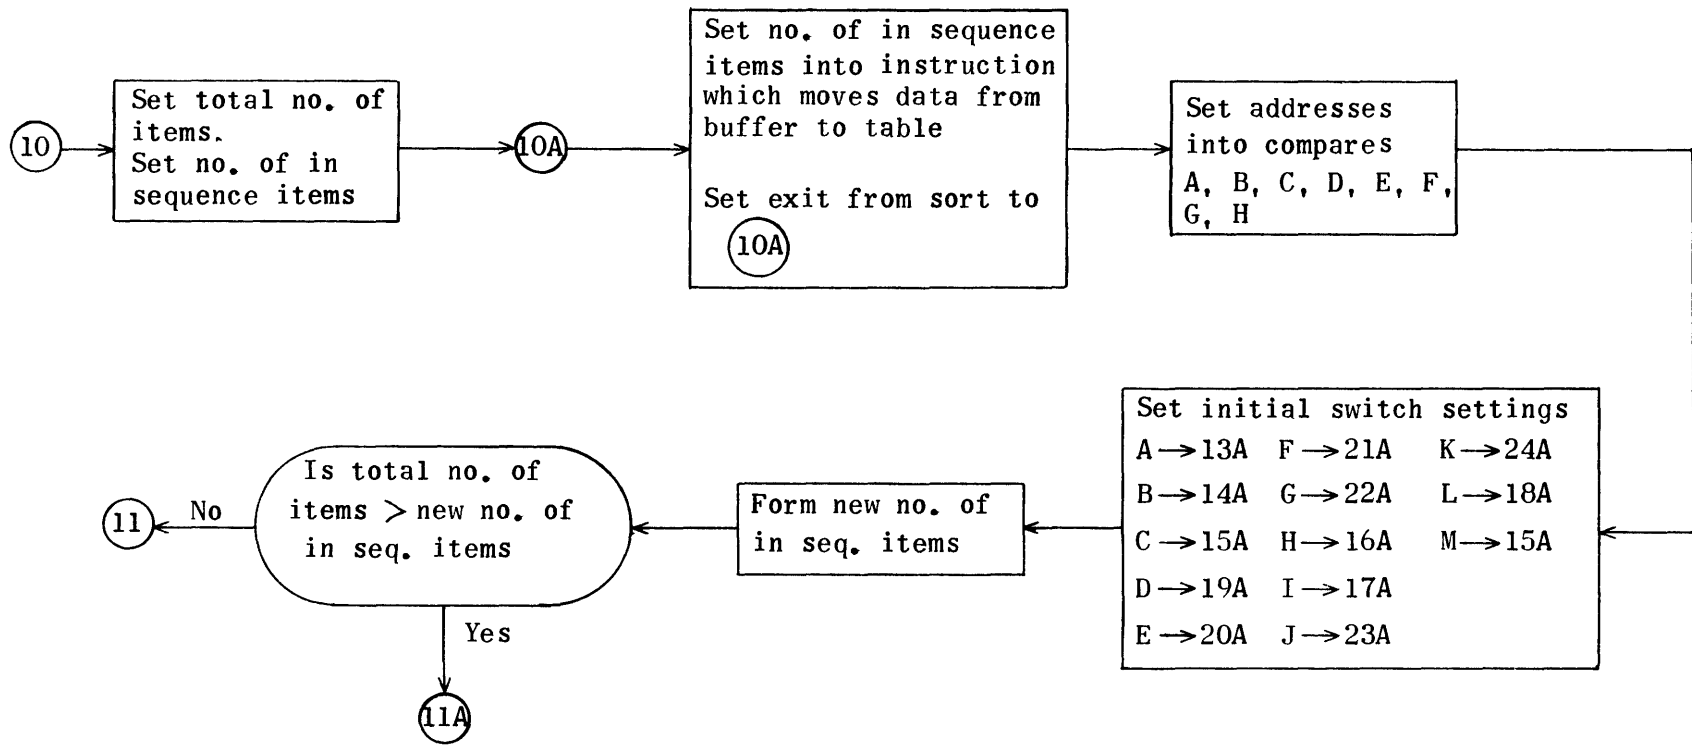 10
Set total no. of
items.
Set no. of in
sequence items
10A
Set no. of in sequence
items into instruction
which moves data from
buffer to table
Set exit from sort to
10A
Set addresses
into compares
A, B, C, D, E, F,
G, H
Set initial switch settings
A→13A F→21A K→24A
B→14A G→22A L→18A
C→15A H→16A M→15A
D→19A I→17A
E→20A J→23A
Form new no. of
in seq. items
Is total no. of
items > new no. of
in seq. items
No
11
Yes
11A